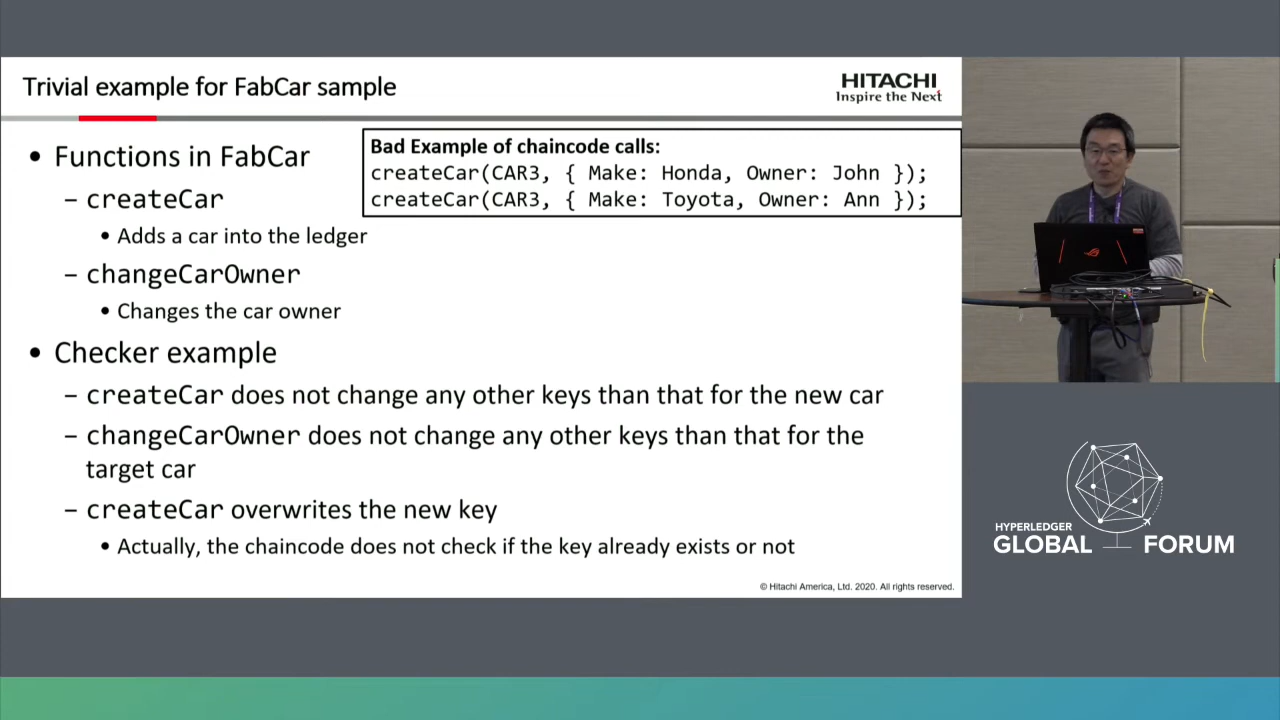 Trivial example for FabCar sample
HITACHI
Inspire the Next
• Functions in FabCar
– createCar
• Adds a car into the ledger
– changeCarOwner
• Changes the car owner
Bad Example of chaincode calls:
createCar(CAR3, { Make: Honda, Owner: John });
createCar(CAR3, { Make: Toyota, Owner: Ann });
• Checker example
– createCar does not change any other keys than that for the new car
– changeCarOwner does not change any other keys than that for the
target car
– createCar overwrites the new key
• Actually, the chaincode does not check if the key already exists or not
© Hitachi America, Ltd. 2020. All rights reserved.
HYPERLEDGER
GLOBAL FORUM